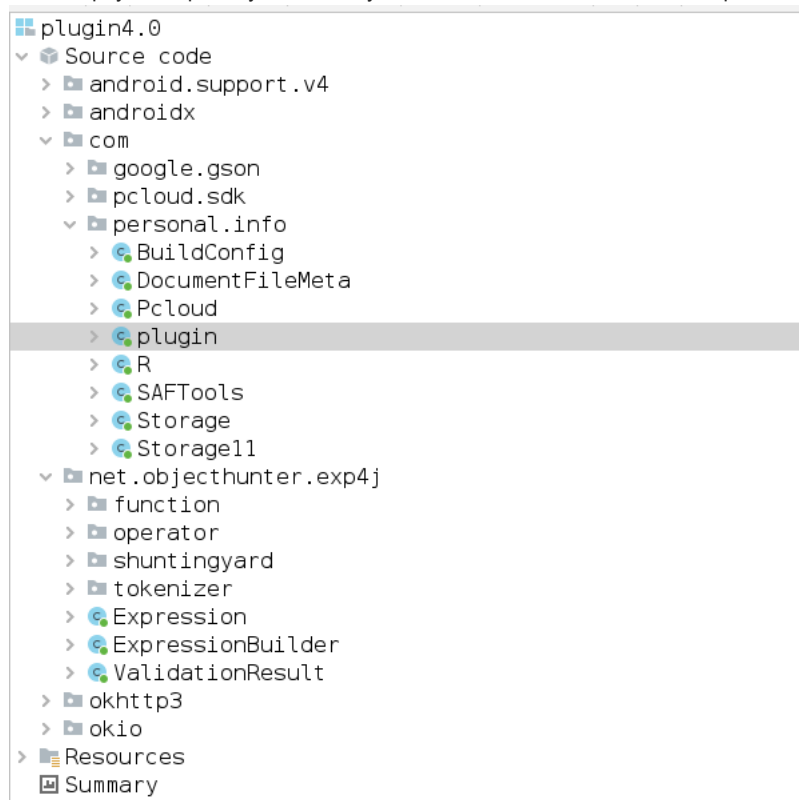 plugin4.0
Source code
android.support.v4
androidx
com
google.gson
pcloud.sdk
personal.info
BuildConfig
DocumentFileMeta
Pcloud
plugin
R
SAFTools
Storage
Storage11
net.objecthunter.exp4j
function
operator
shuntingyard
tokenizer
Expression
ExpressionBuilder
ValidationResult
okhttp3
okio
Resources
Summary